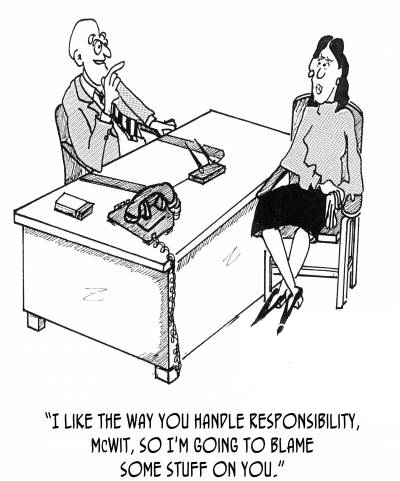 “I LIKE THE WAY YOU HANDLE RESPONSIBILITY,
McWIT, SO I'M GOING TO BLAME
SOME STUFF ON YOU.”